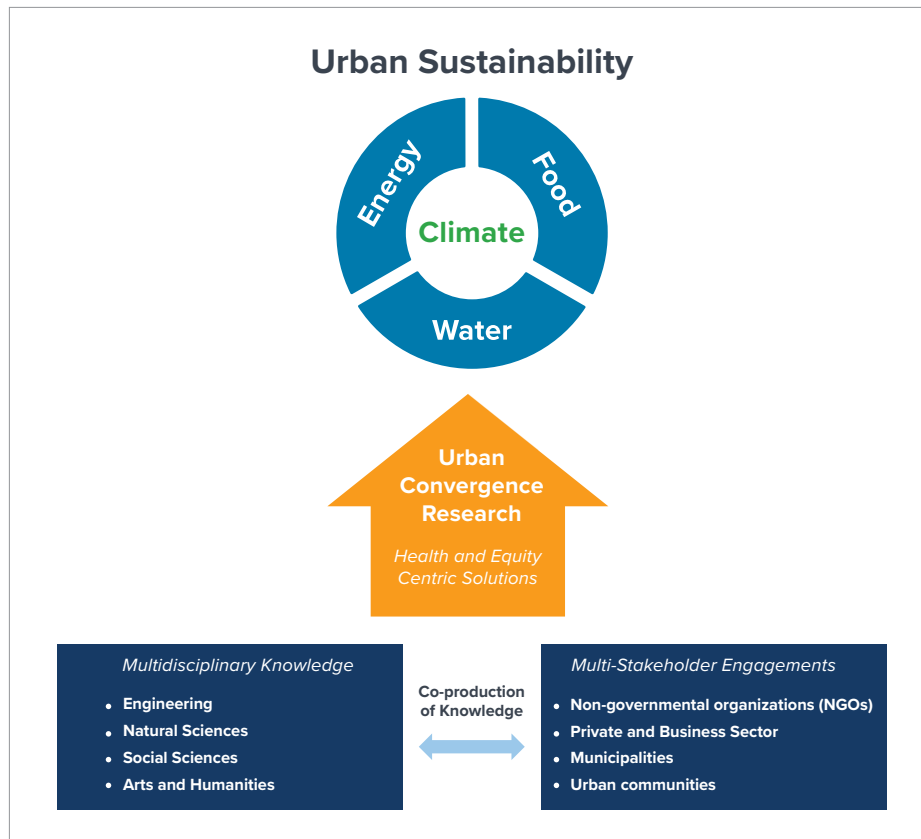 Urban Sustainability
Energy
Food
Climate
Water
Urban
Convergence
Research
Health and Equity
Centric Solutions
Multidisciplinary Knowledge
• Engineering
• Natural Sciences
• Social Sciences
• Arts and Humanities
Co-production
of Knowledge
Multi-Stakeholder Engagements
• Non-governmental organizations (NGOs)
• Private and Business Sector
• Municipalities
• Urban communities